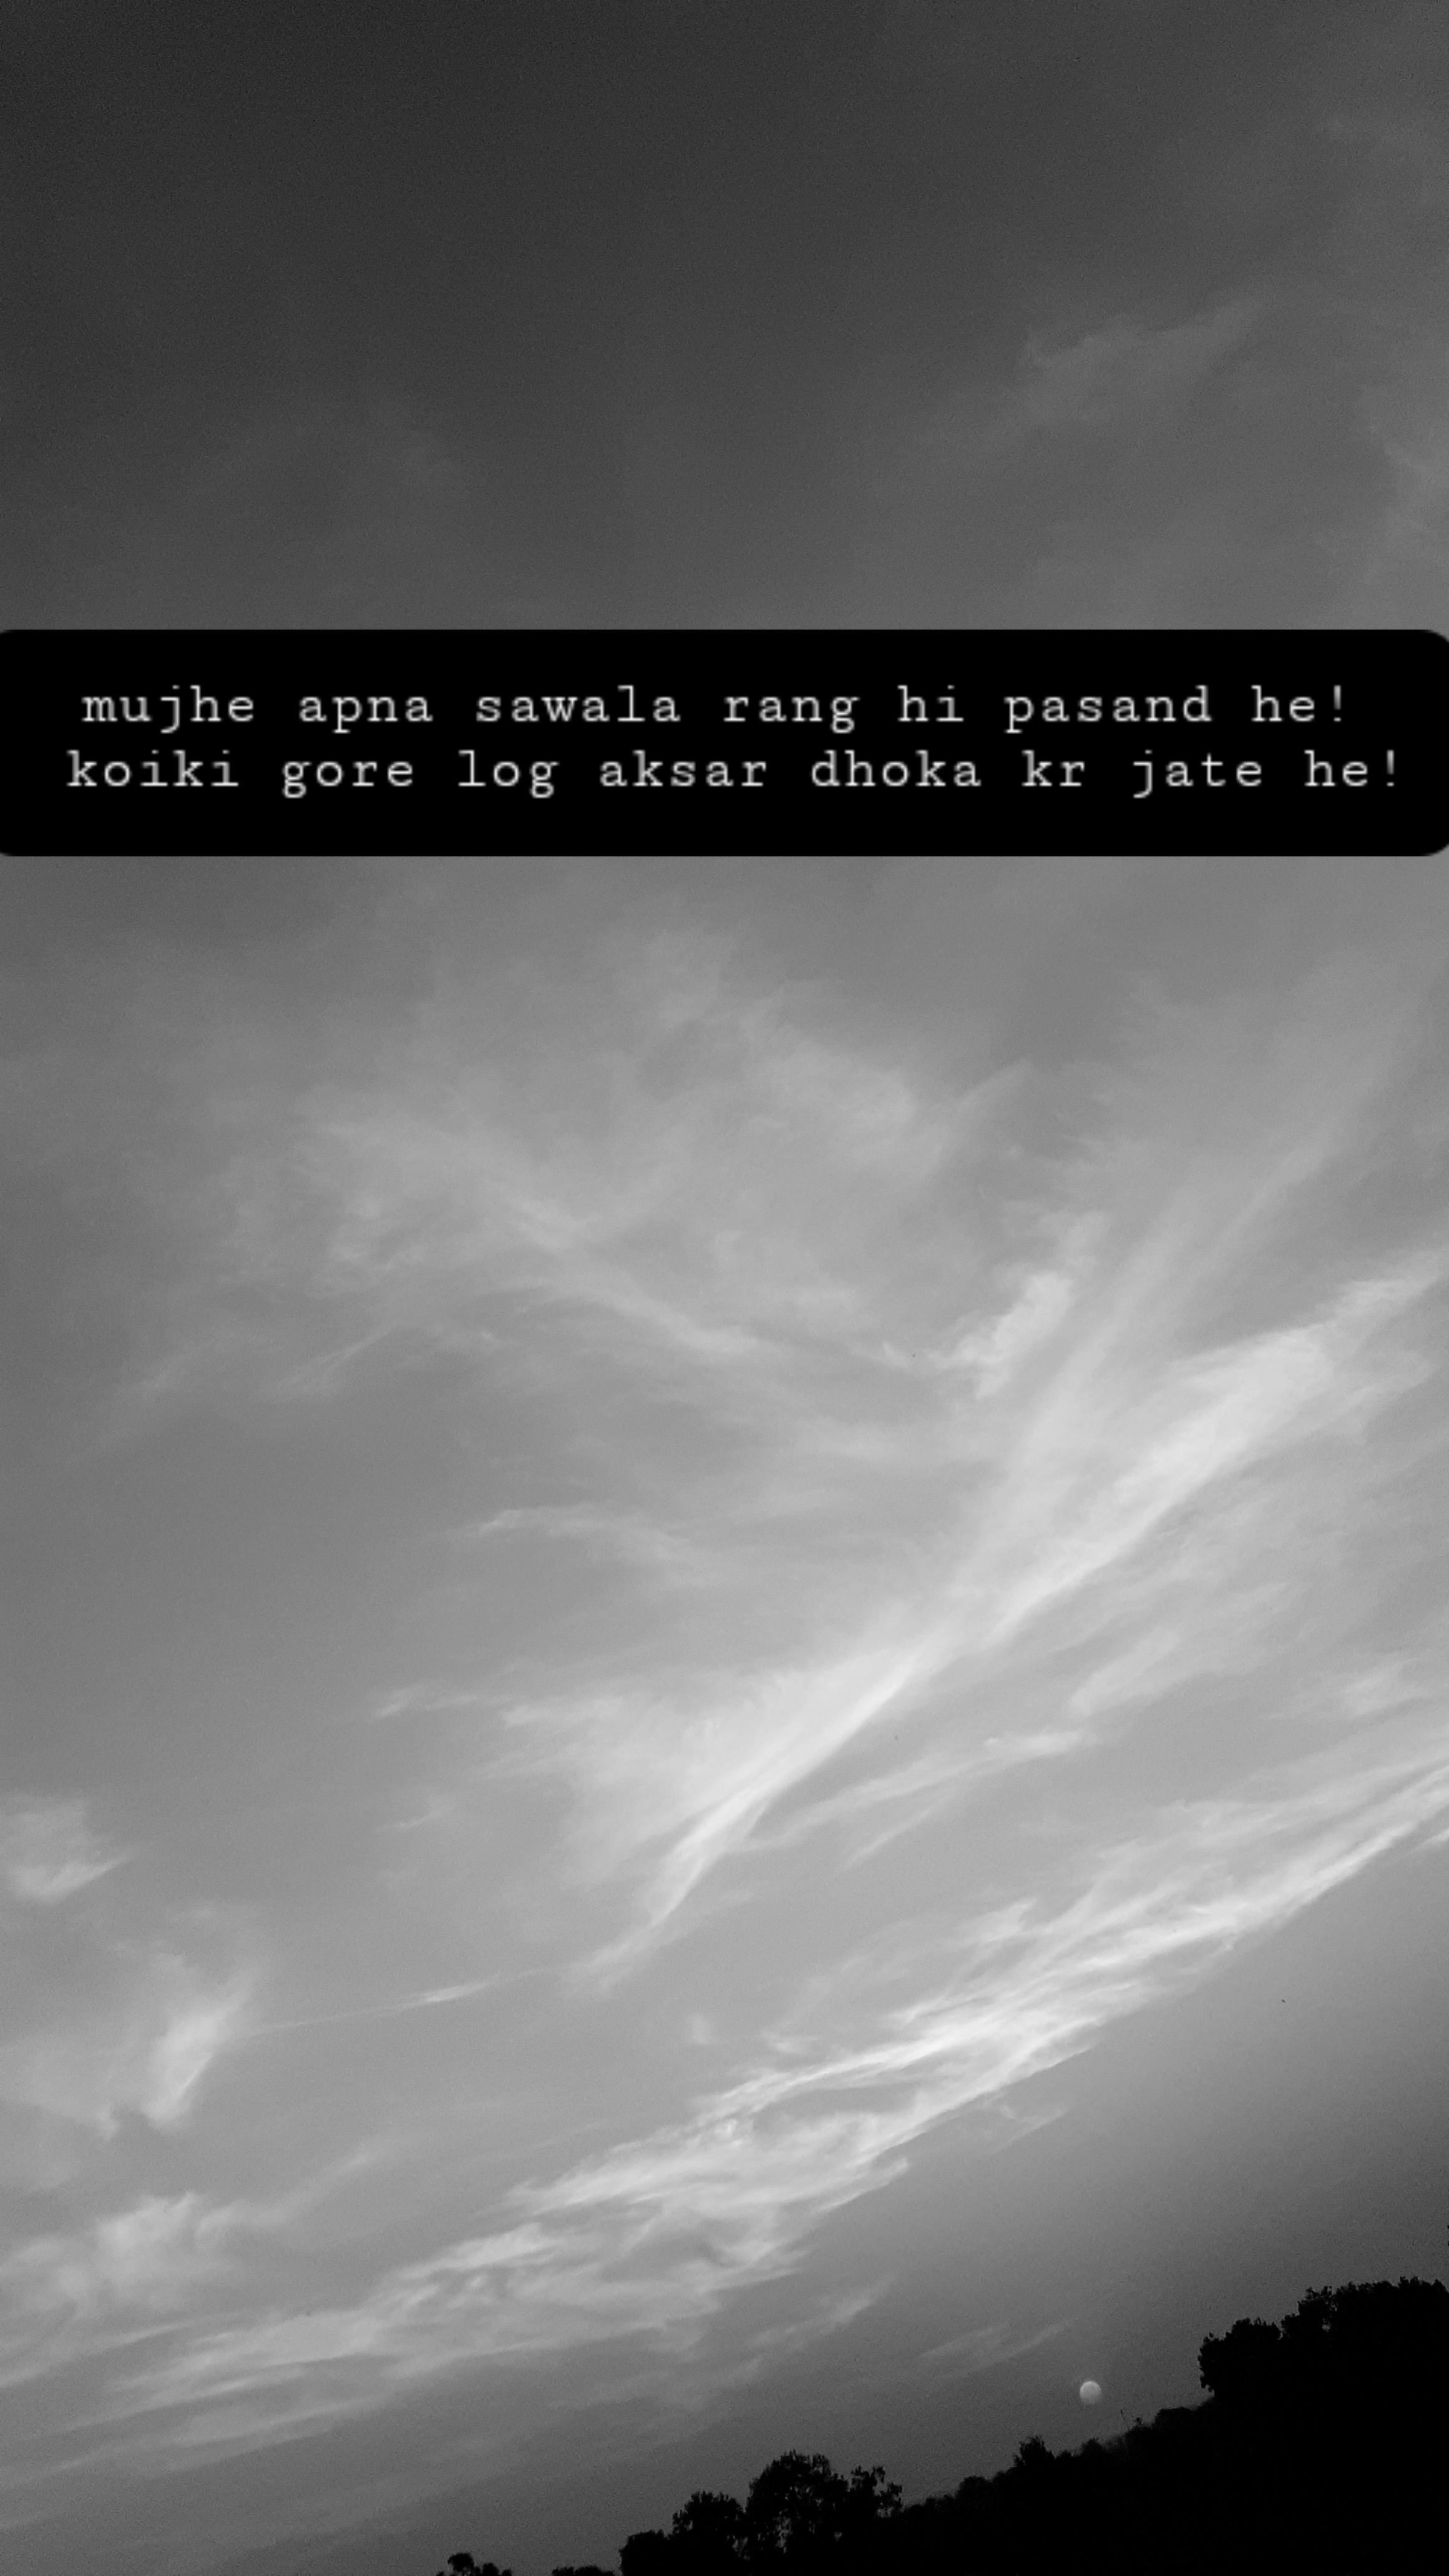 mujhe apna sawala rang hi pasand he!
koiki gore log aksar dhoka kr jate he!